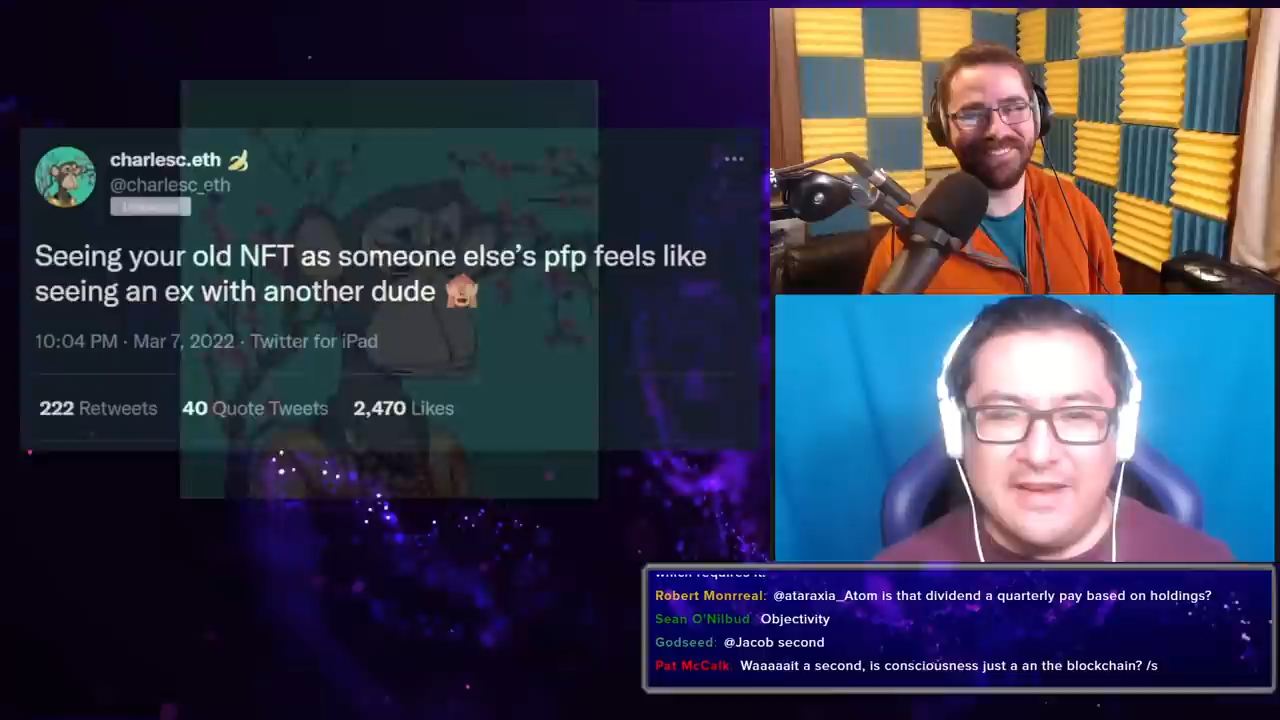 charlesc.eth
@charlesc_eth
Seeing your old NFT as someone else's pfp feels like
seeing an ex with another dude 🙈
10:04 PM · Mar 7, 2022 · Twitter for iPad
222 Retweets 40 Quote Tweets 2,470 Likes
which requires it.
Robert Monrreal: @ataraxia_Atom is that dividend a quarterly pay based on holdings?
Sean O'Nilbud: Objectivity
Godseed: @Jacob second
Pat McCalk: Waaaaait a second, is consciousness just a an the blockchain? /s